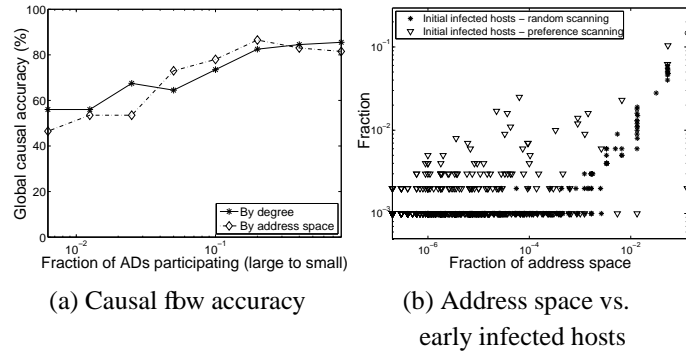 100
80
60
40
20
0
Global causal accuracy (%)
By degree
By address space
10⁻²
10⁻¹
Fraction of ADs participating (large to small)
(a) Causal flow accuracy
Initial infected hosts − random scanning
Initial infected hosts − preference scanning
10⁻¹
10⁻²
10⁻³
Fraction
10⁻⁶
10⁻⁴
10⁻²
Fraction of address space
(b) Address space vs.
early infected hosts